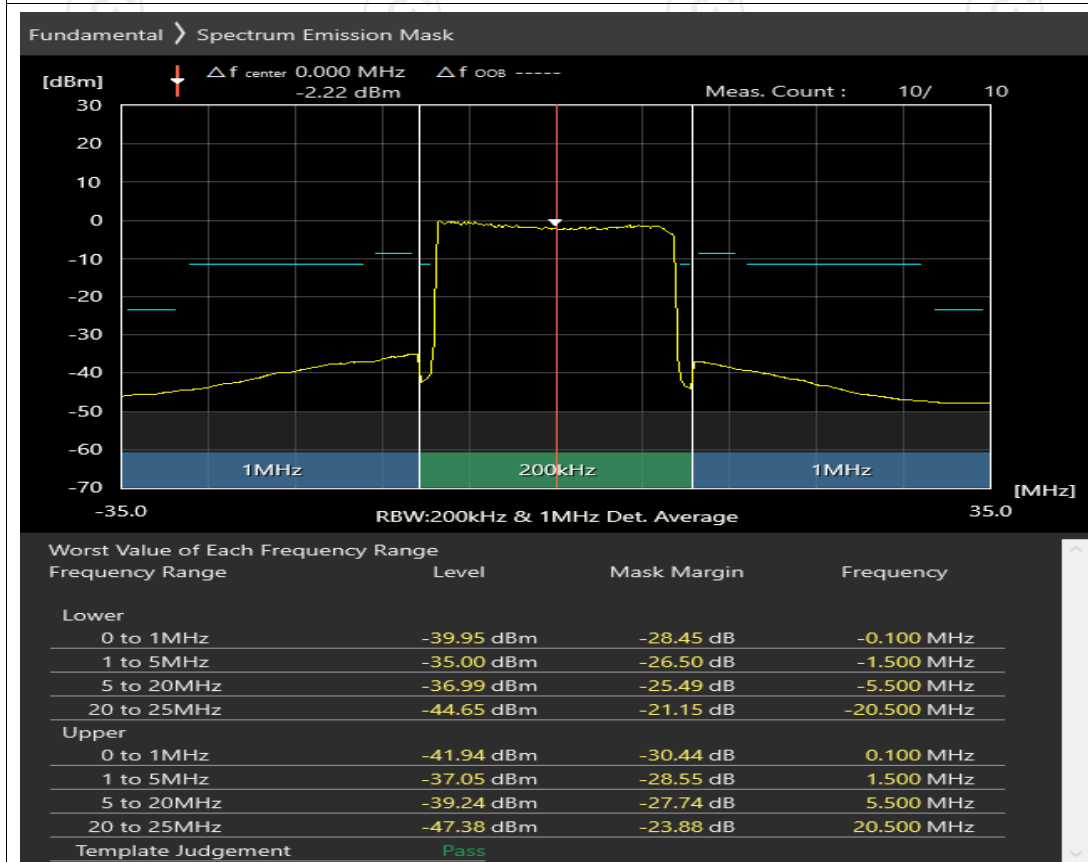 Fundamental ❯ Spectrum Emission Mask
△f center 0.000 MHz △f OOB -----
[dBm] -2.22 dBm Meas. Count : 10/ 10
30
20
10
0
-10
-20
-30
-40
-50
-60
1MHz 200kHz 1MHz
-70
[MHz]
-35.0 RBW:200kHz & 1MHz Det. Average 35.0
Worst Value of Each Frequency Range
Frequency Range Level Mask Margin Frequency
Lower
0 to 1MHz -39.95 dBm -28.45 dB -0.100 MHz
1 to 5MHz -35.00 dBm -26.50 dB -1.500 MHz
5 to 20MHz -36.99 dBm -25.49 dB -5.500 MHz
20 to 25MHz -44.65 dBm -21.15 dB -20.500 MHz
Upper
0 to 1MHz -41.94 dBm -30.44 dB 0.100 MHz
1 to 5MHz -37.05 dBm -28.55 dB 1.500 MHz
5 to 20MHz -39.24 dBm -27.74 dB 5.500 MHz
20 to 25MHz -47.38 dBm -23.88 dB 20.500 MHz
Template Judgement Pass